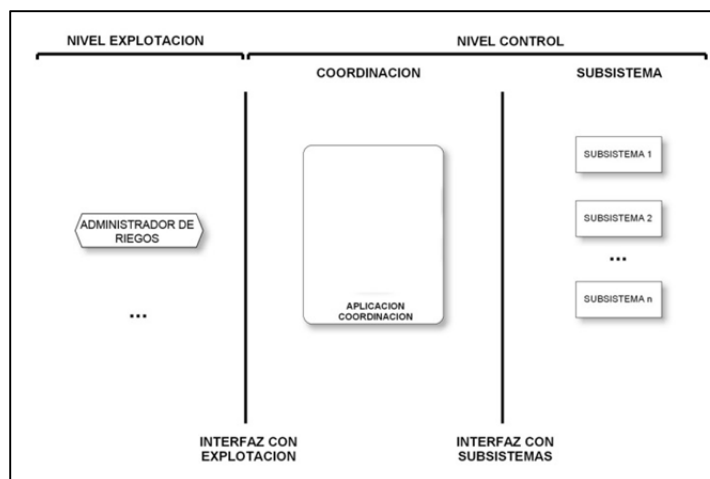 NIVEL EXPLOTACION
NIVEL CONTROL
COORDINACION
SUBSISTEMA
SUBSISTEMA 1
ADMINISTRADOR DE
RIEGOS
SUBSISTEMA 2
...
...
SUBSISTEMA n
APLICACION
COORDINACION
INTERFAZ CON
EXPLOTACION
INTERFAZ CON
SUBSISTEMAS